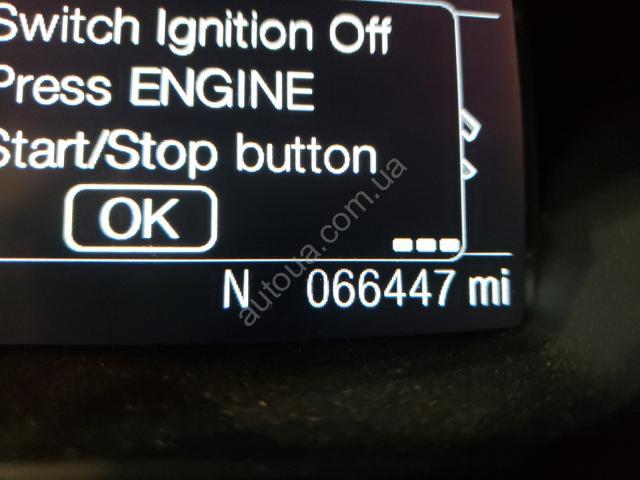 Switch Ignition Off
Press ENGINE
Start/Stop button
OK
N 066447 mi
autoua.com.ua